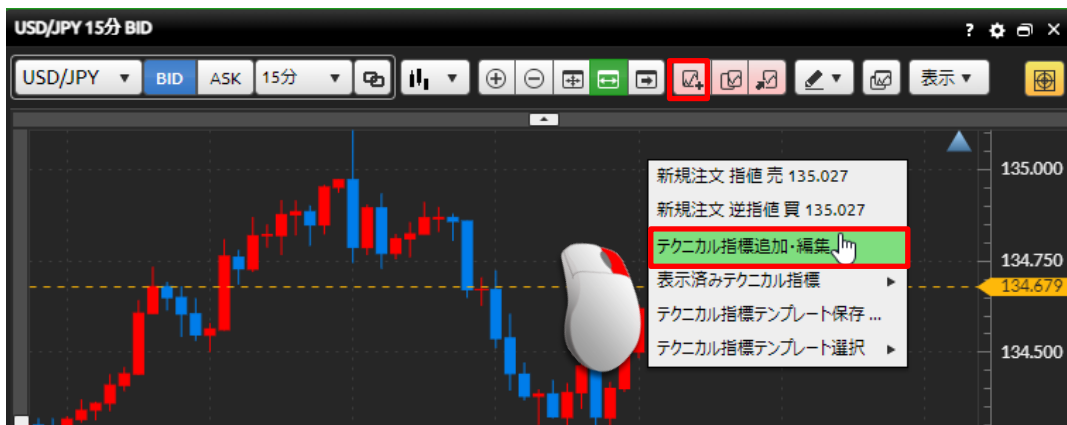 USD/JPY 15分 BID
?
USD/JPY BID ASK 15分 表示
新規注文 指値 売 135.027
新規注文 逆指値 買 135.027
テクニカル指標追加・編集
表示済みテクニカル指標
テクニカル指標テンプレート保存 ...
テクニカル指標テンプレート選択
135.000
134.750
134.679
134.500